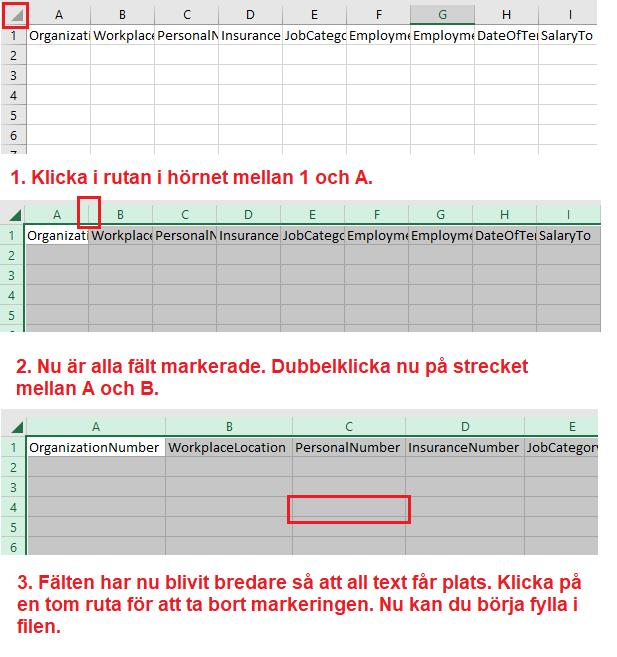 A B C D E F G H I
1 Organizati Workplace PersonalN Insurance JobCatego Employme Employme DateOfTer SalaryTo
2
3
4
5
6
1. Klicka i rutan i hörnet mellan 1 och A.
A B C D E F G H I
1 Organizati Workplace PersonalN Insurance JobCatego Employme Employme DateOfTer SalaryTo
2
3
4
5
2. Nu är alla fält markerade. Dubbelklicka nu på strecket
mellan A och B.
A B C D E
1 OrganizationNumber WorkplaceLocation PersonalNumber InsuranceNumber JobCategory
2
3
4
5
6
3. Fälten har nu blivit bredare så att all text får plats. Klicka på
en tom ruta för att ta bort markeringen. Nu kan du börja fylla i
filen.